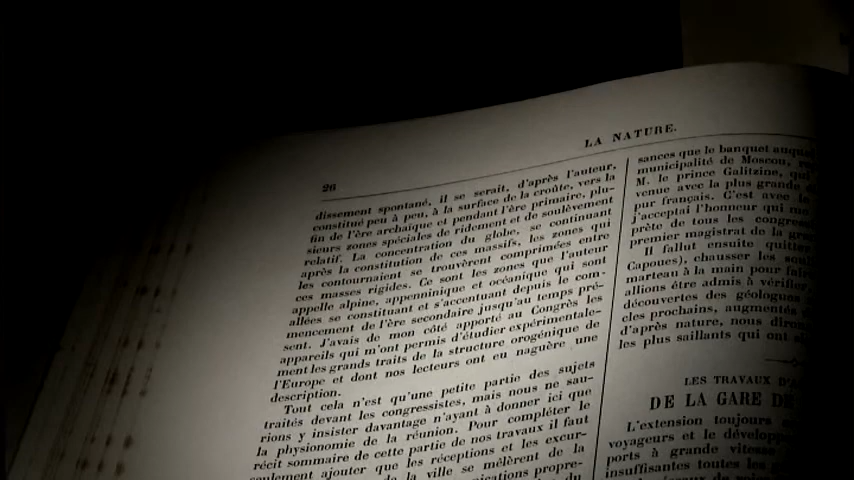 26
LA NATURE.
dissement spontané, il se serait, d'après l'auteur,
constitué peu à peu, à la surface de la croûte, vers la
fin de l'ère archaïque et pendant l'ère primaire, plu-
sieurs zones spéciales de ridement et de soulèvement
relatif. La concentration du globe, se continuant
après la constitution de ces massifs, les zones qui
les contournaient se trouvèrent comprimées entre
ces masses rigides. Ce sont les zones que l'auteur
appelle alpine, appenninique et océanique qui sont
allées se constituant et s'accentuant depuis le com-
mencement de l'ère secondaire jusqu'au temps pré-
sent. J'avais de mon côté apporté au Congrès les
appareils qui m'ont permis d'étudier expérimentale-
ment les grands traits de la structure orogénique de
l'Europe et dont nos lecteurs ont eu naguère une
description.
Tout cela n'est qu'une petite partie des sujets
traités devant les congressistes, mais nous ne sau-
rions y insister davantage n'ayant à donner ici que
la physionomie de la réunion. Pour compléter le
récit sommaire de cette partie de nos travaux il faut
seulement ajouter que les réceptions et les excur-
de la ville se mêlèrent de la
propre-
du
sances que le banquet
municipalité de Moscou,
M. le prince Galitzine, qui
venue avec la plus grande
pur français. C'est avec
j'acceptai l'honneur qui
prète de tous les
premier magistrat de la
Il fallut ensuite quitter
Capoues), chausser les
marteau à la main pour
allions être admis à vérifier,
découvertes des géologues
cles prochains, augmentés
d'après nature, nous
les plus saillants qui ont
LES TRAVAUX
DE LA GARE
L'extension toujours
voyageurs et le
ports à grande vitesse
insuffisantes toutes les